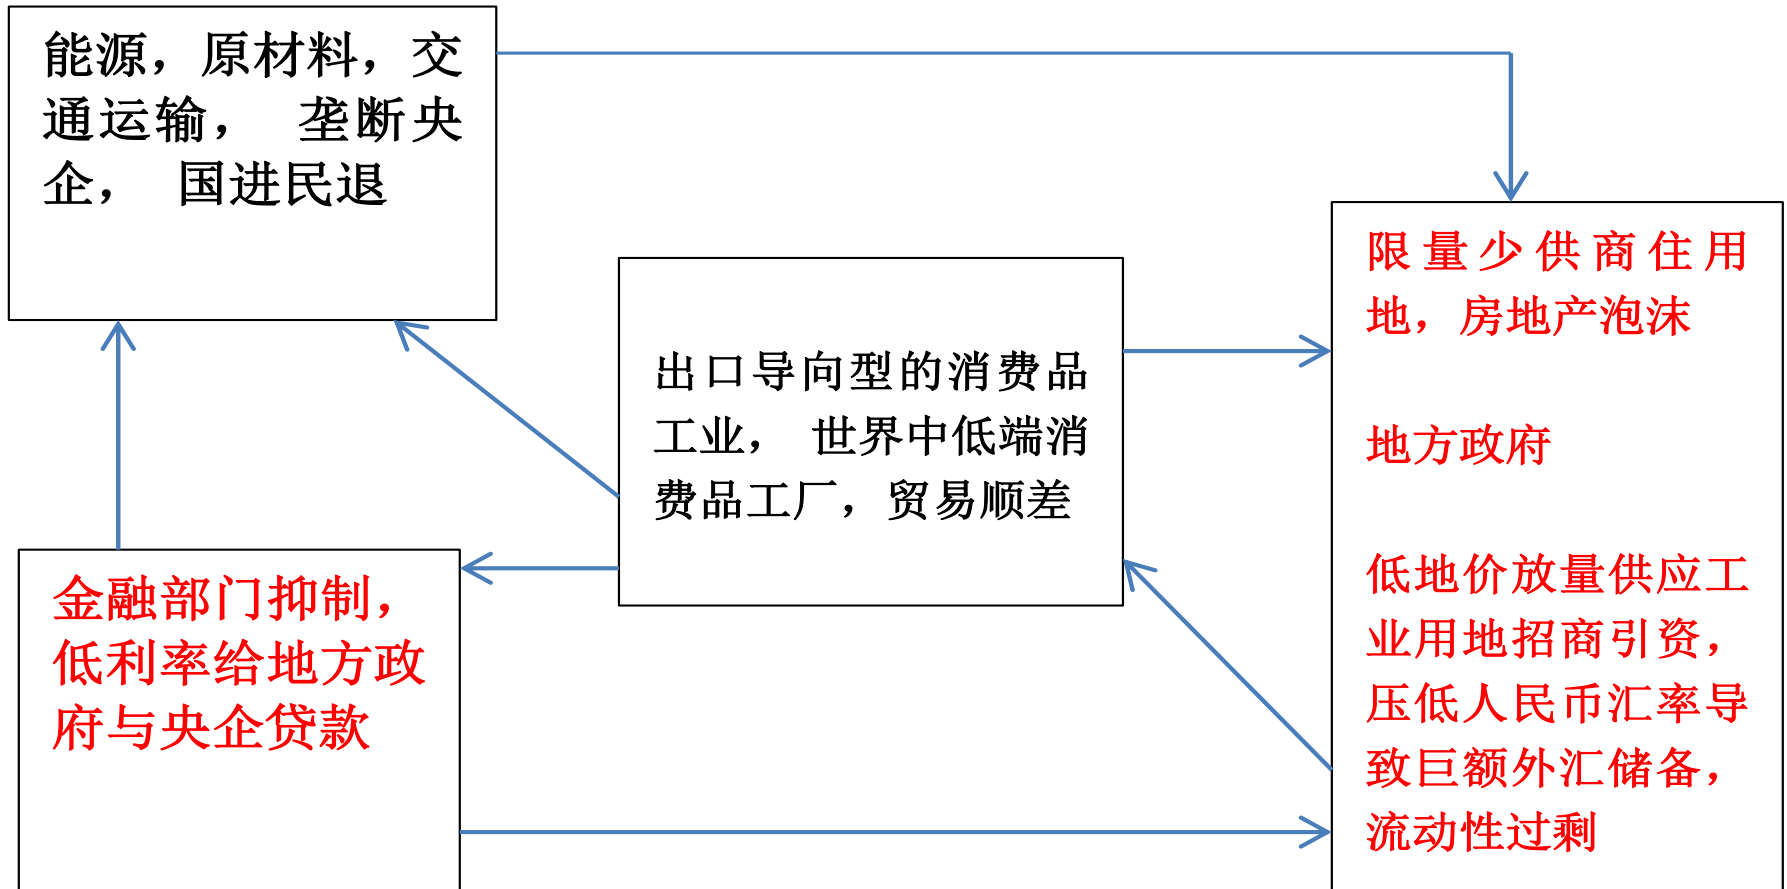 能源，原材料，交
通运输， 垄断央
企， 国进民退
出口导向型的消费品
工业， 世界中低端消
费品工厂，贸易顺差
金融部门抑制，
低利率给地方政
府与央企贷款
限量少供商住用
地，房地产泡沫
地方政府
低地价放量供应工
业用地招商引资，
压低人民币汇率导
致巨额外汇储备，
流动性过剩